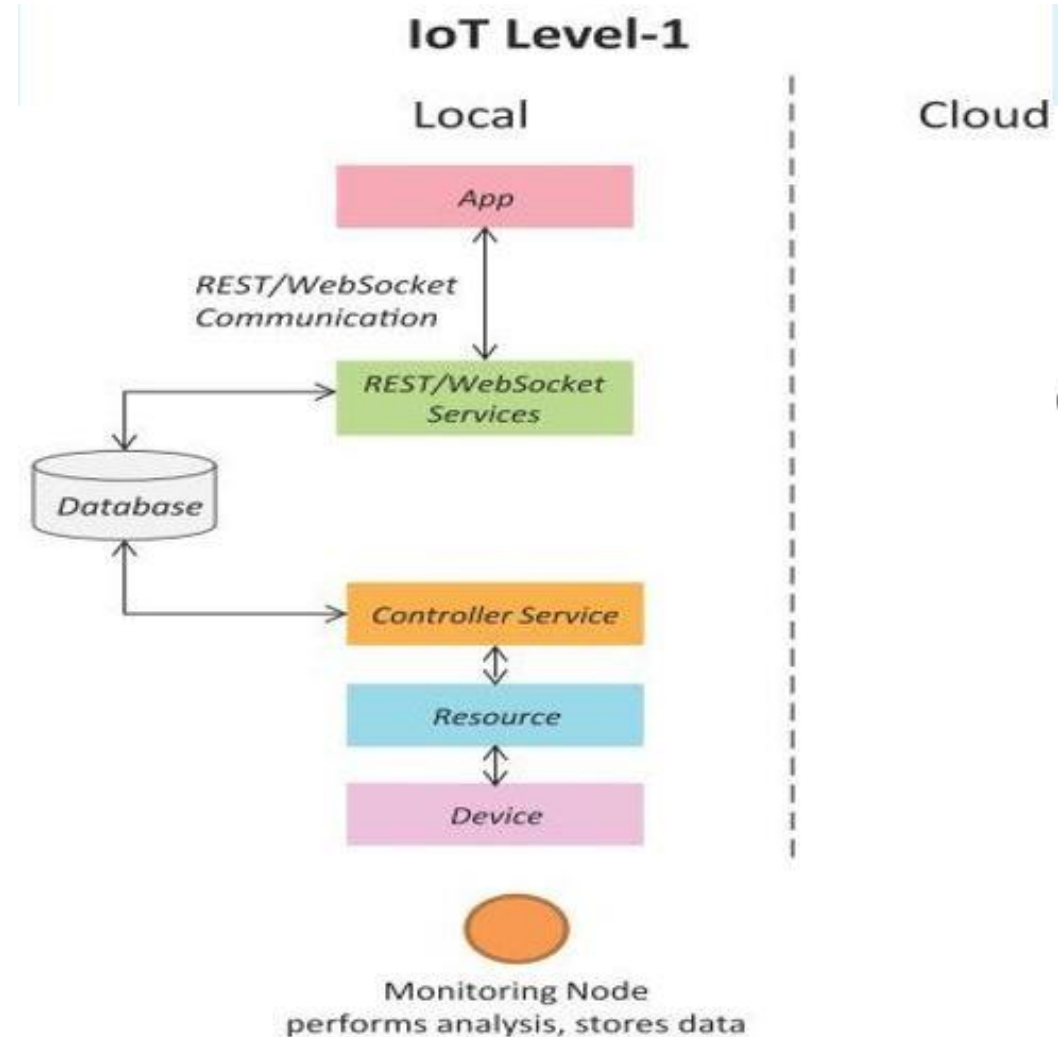 IoT Level-1
Local
Cloud
App
REST/WebSocket
Communication
REST/WebSocket
Services
Database
Controller Service
Resource
Device
Monitoring Node
performs analysis, stores data